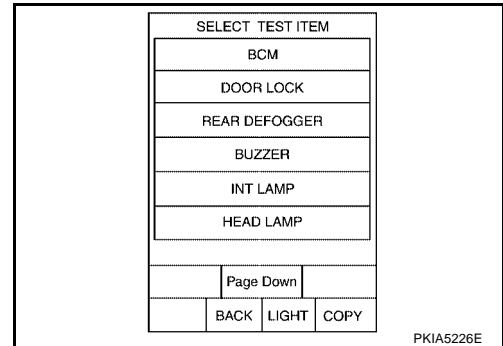 SELECT TEST ITEM
BCM
DOOR LOCK
REAR DEFOGGER
BUZZER
INT LAMP
HEAD LAMP
Page Down
BACK LIGHT COPY
PKIA5226E